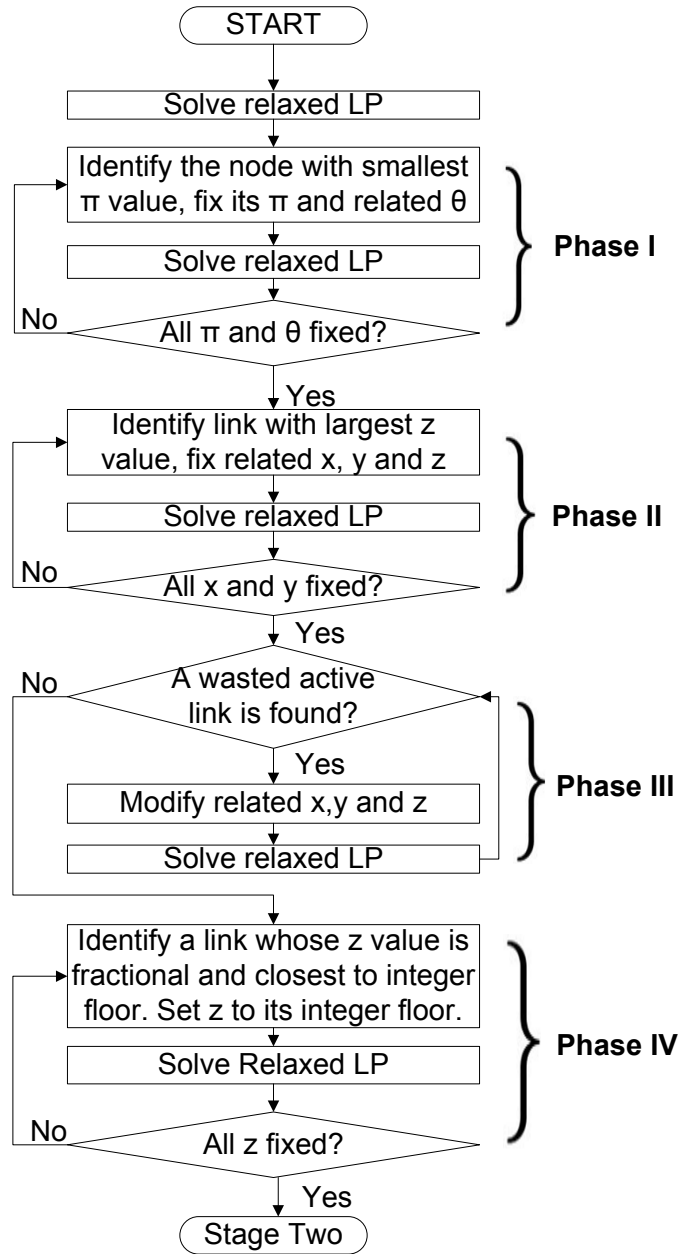 START
Solve relaxed LP
Identify the node with smallest
π value, fix its π and related θ
Solve relaxed LP
Phase I
No
All π and θ fixed?
Yes
Identify link with largest z
value, fix related x, y and z
Solve relaxed LP
Phase II
No
All x and y fixed?
Yes
No
A wasted active
link is found?
Yes
Modify related x,y and z
Phase III
Solve relaxed LP
Identify a link whose z value is
fractional and closest to integer
floor. Set z to its integer floor.
Solve Relaxed LP
Phase IV
No
All z fixed?
Yes
Stage Two